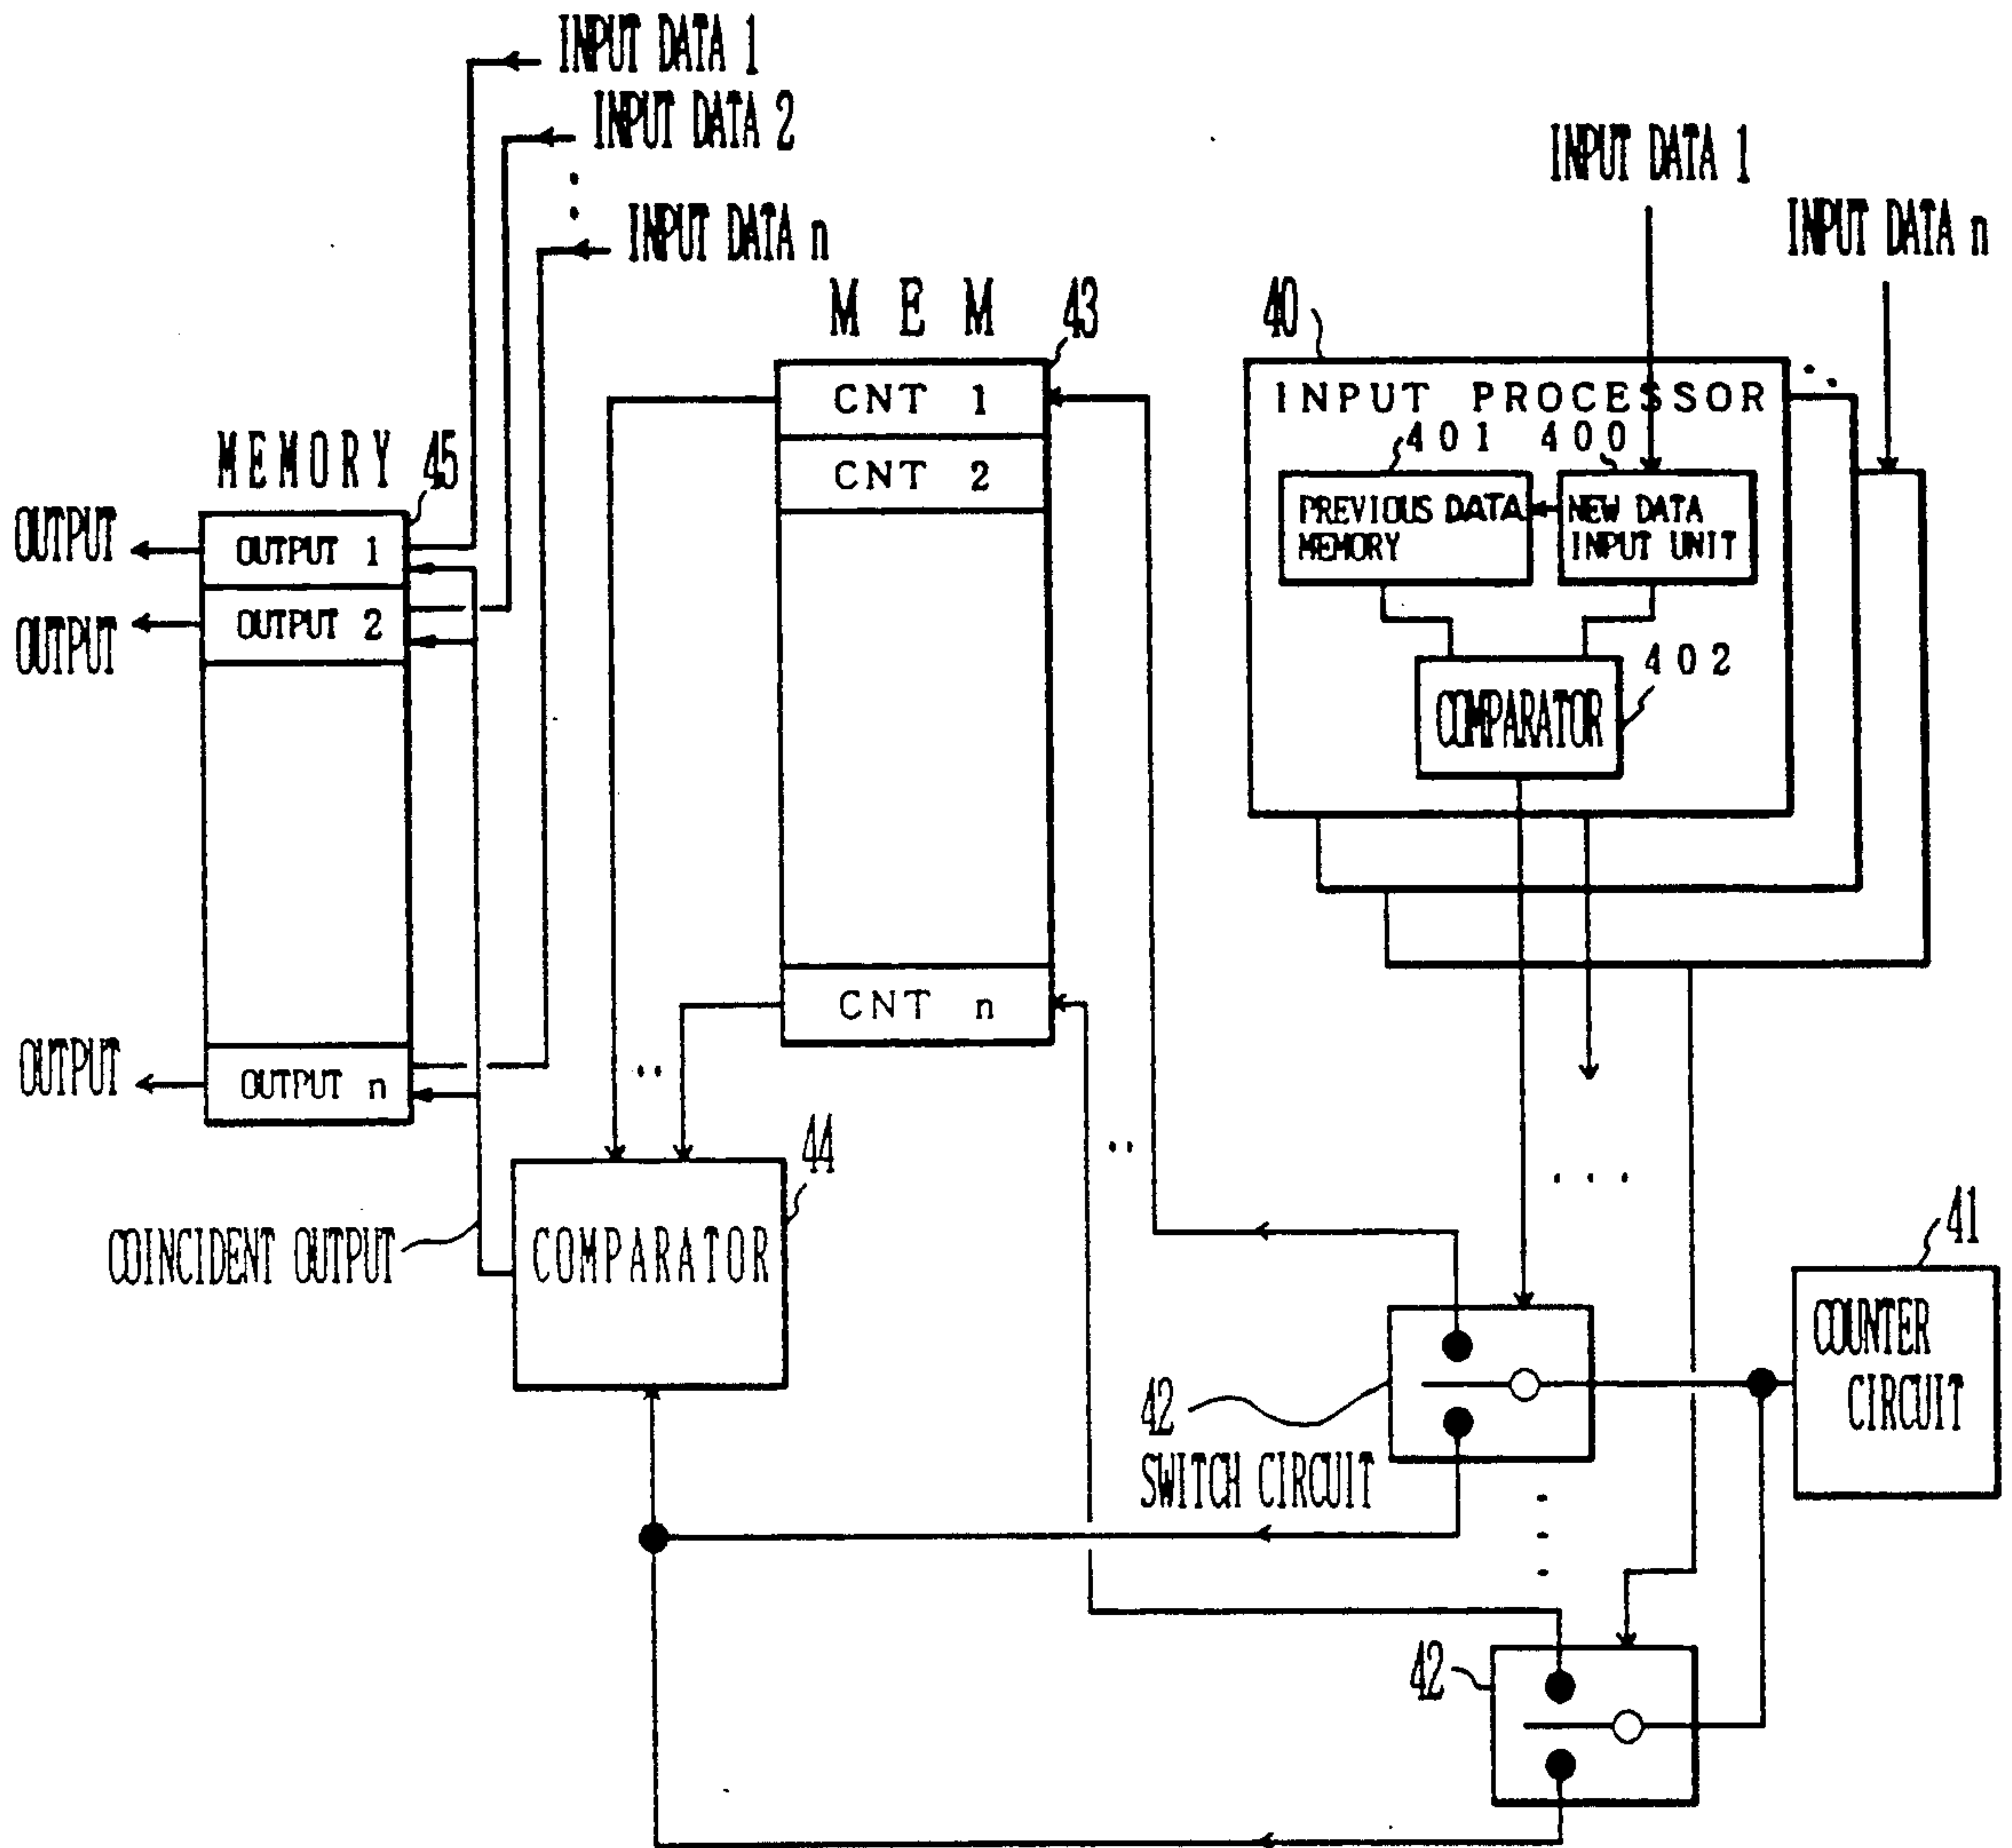 INPUT DATA 1
INPUT DATA 2
INPUT DATA n
INPUT DATA 1
INPUT DATA n
MEM 43
CNT 1
CNT 2
CNT n
40
INPUT PROCESSOR
401 400
PREVIOUS DATA
MEMORY
NEW DATA
INPUT UNIT
402
COMPARATOR
MEMORY 45
OUTPUT
OUTPUT 1
OUTPUT
OUTPUT 2
OUTPUT
OUTPUT n
44
COMPARATOR
COINCIDENT OUTPUT
41
COUNTER
CIRCUIT
42
SWITCH CIRCUIT
42